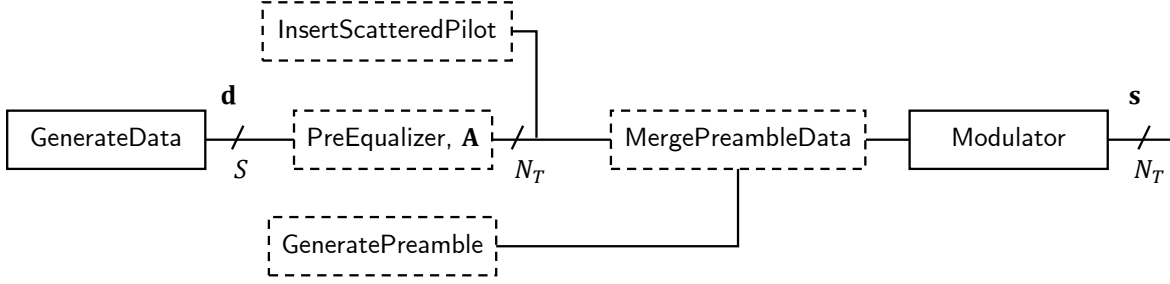 InsertScatteredPilot
d
s
GenerateData
PreEqualizer, A
MergePreambleData
Modulator
S
N_T
N_T
GeneratePreamble